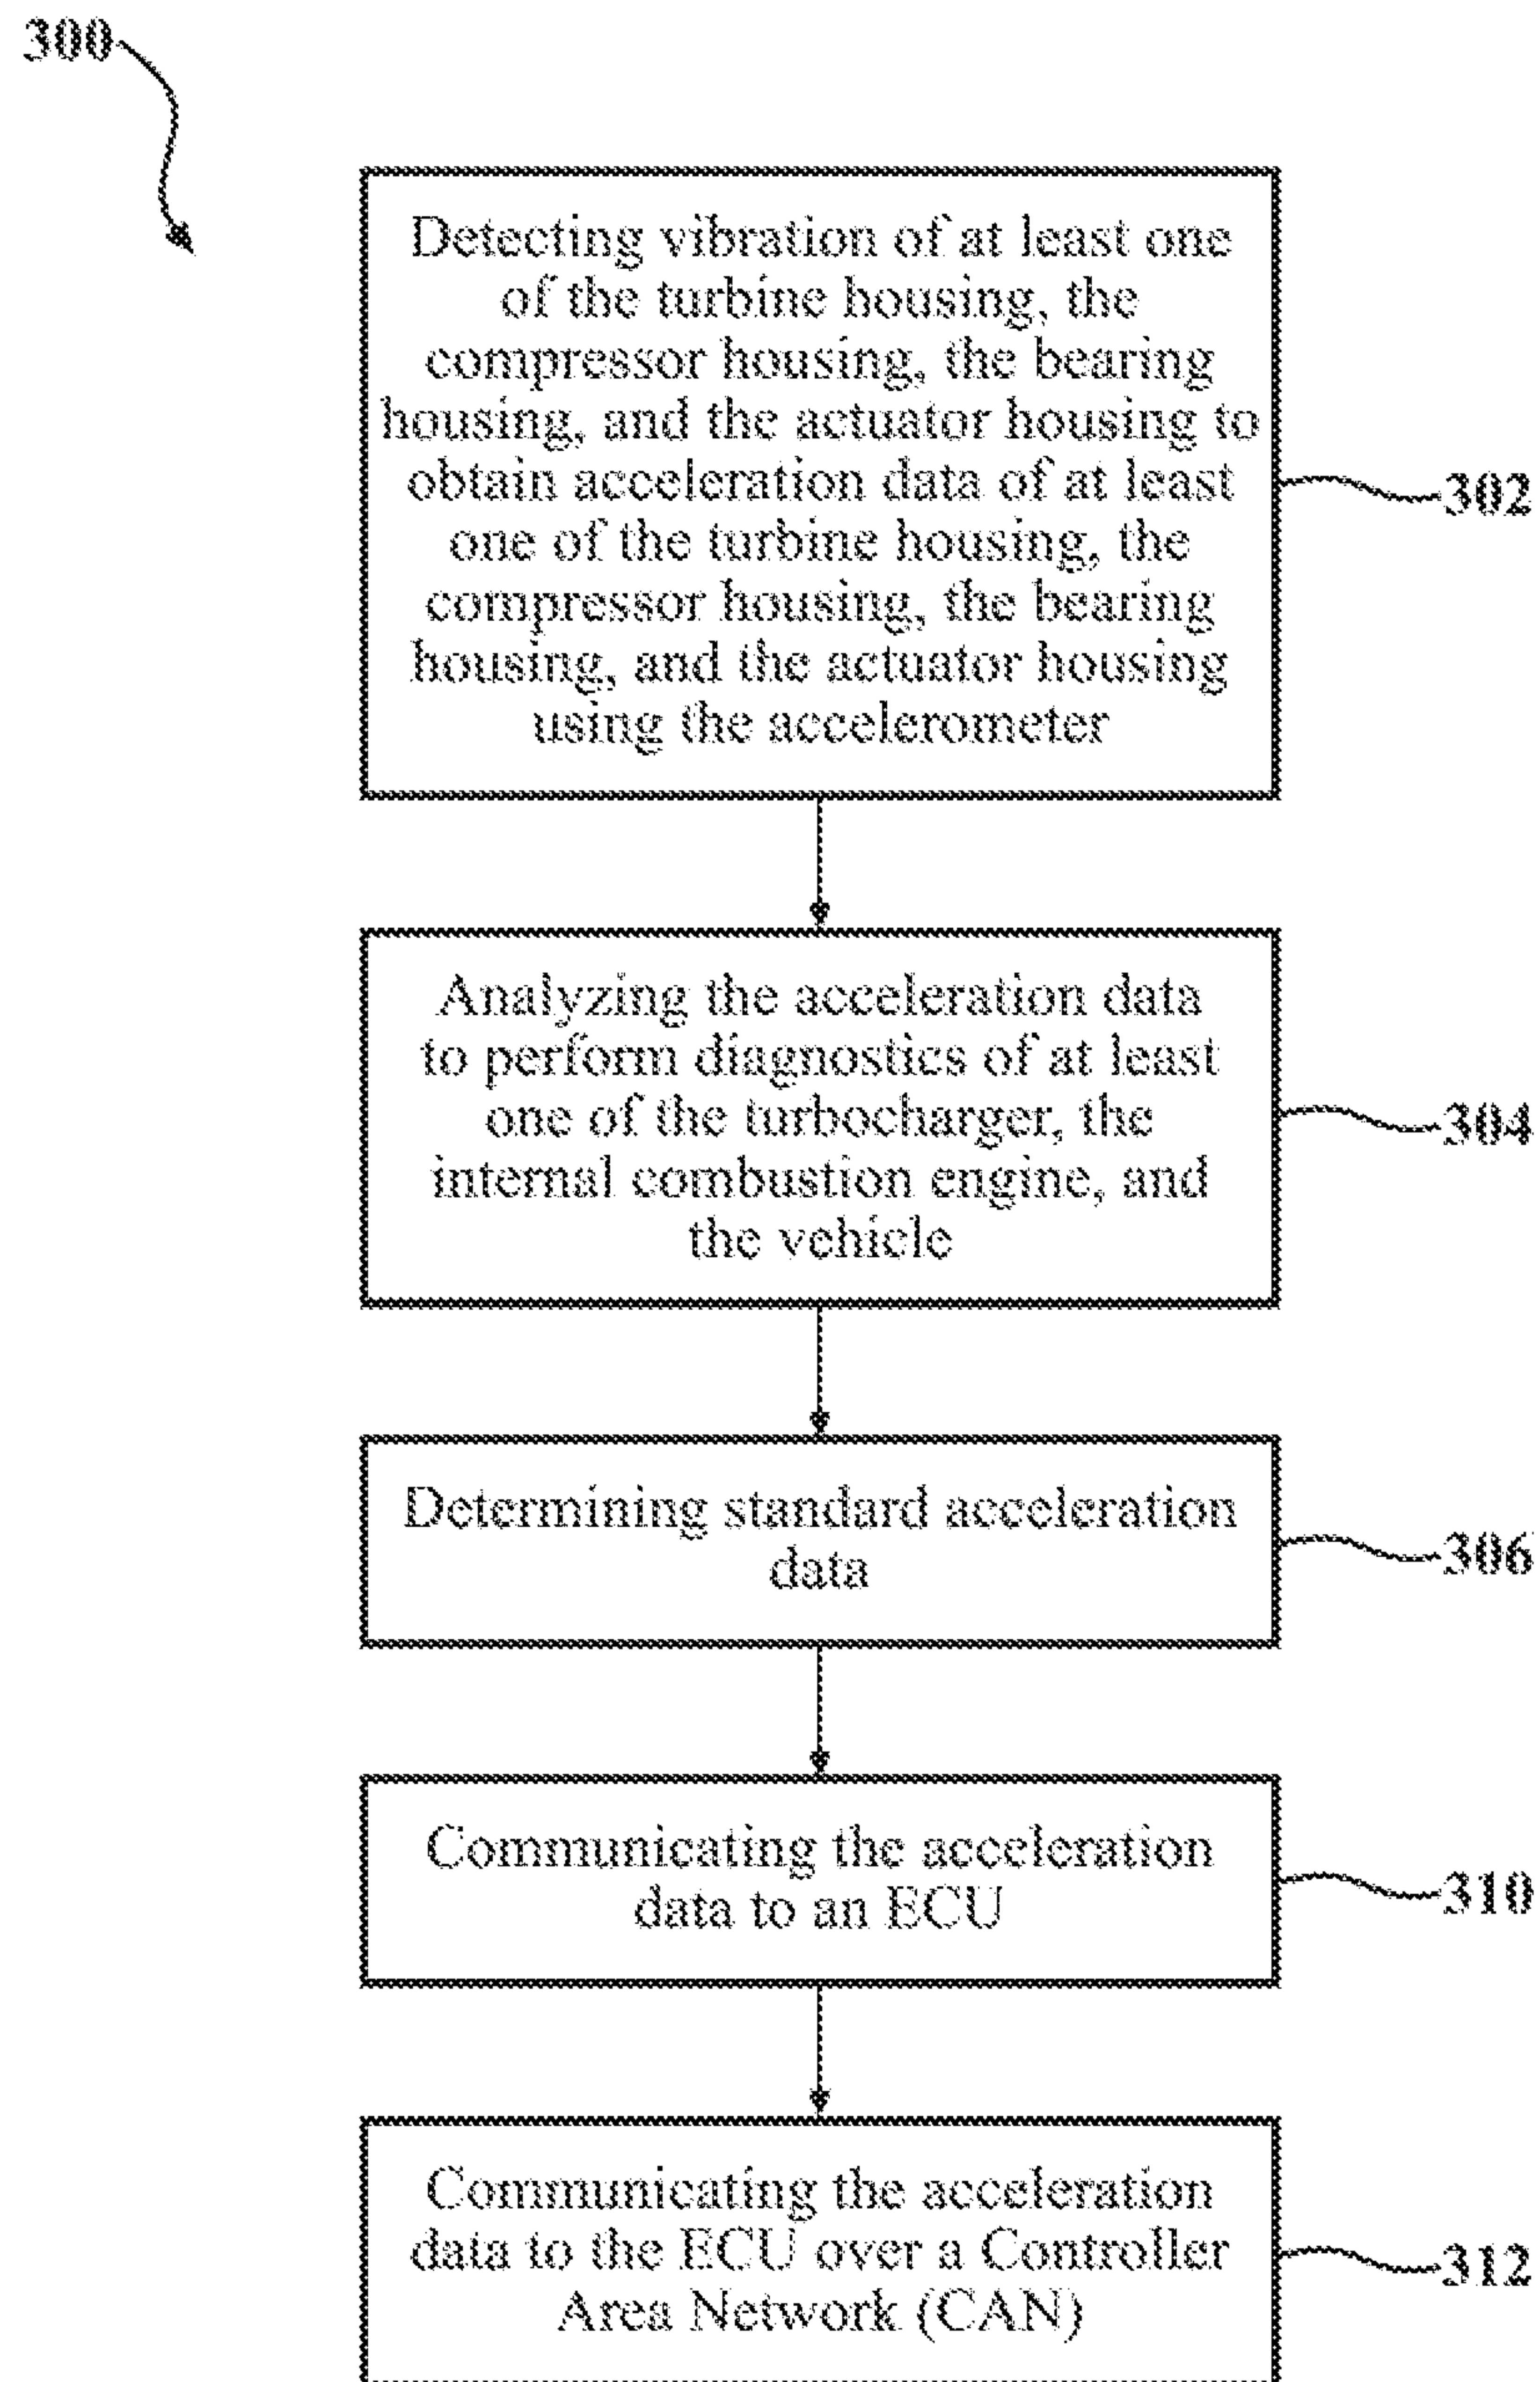 300
Detecting vibration of at least one
of the turbine housing, the
compressor housing, the bearing
housing, and the actuator housing to
obtain acceleration data of at least
one of the turbine housing, the
compressor housing, the bearing
housing, and the actuator housing
using the accelerometer
302
Analyzing the acceleration data
to perform diagnostics of at least
one of the turbocharger, the
internal combustion engine, and
the vehicle
304
Determining standard acceleration
data
306
Communicating the acceleration
data to an ECU
310
Communicating the acceleration
data to the ECU over a Controller
Area Network (CAN)
312